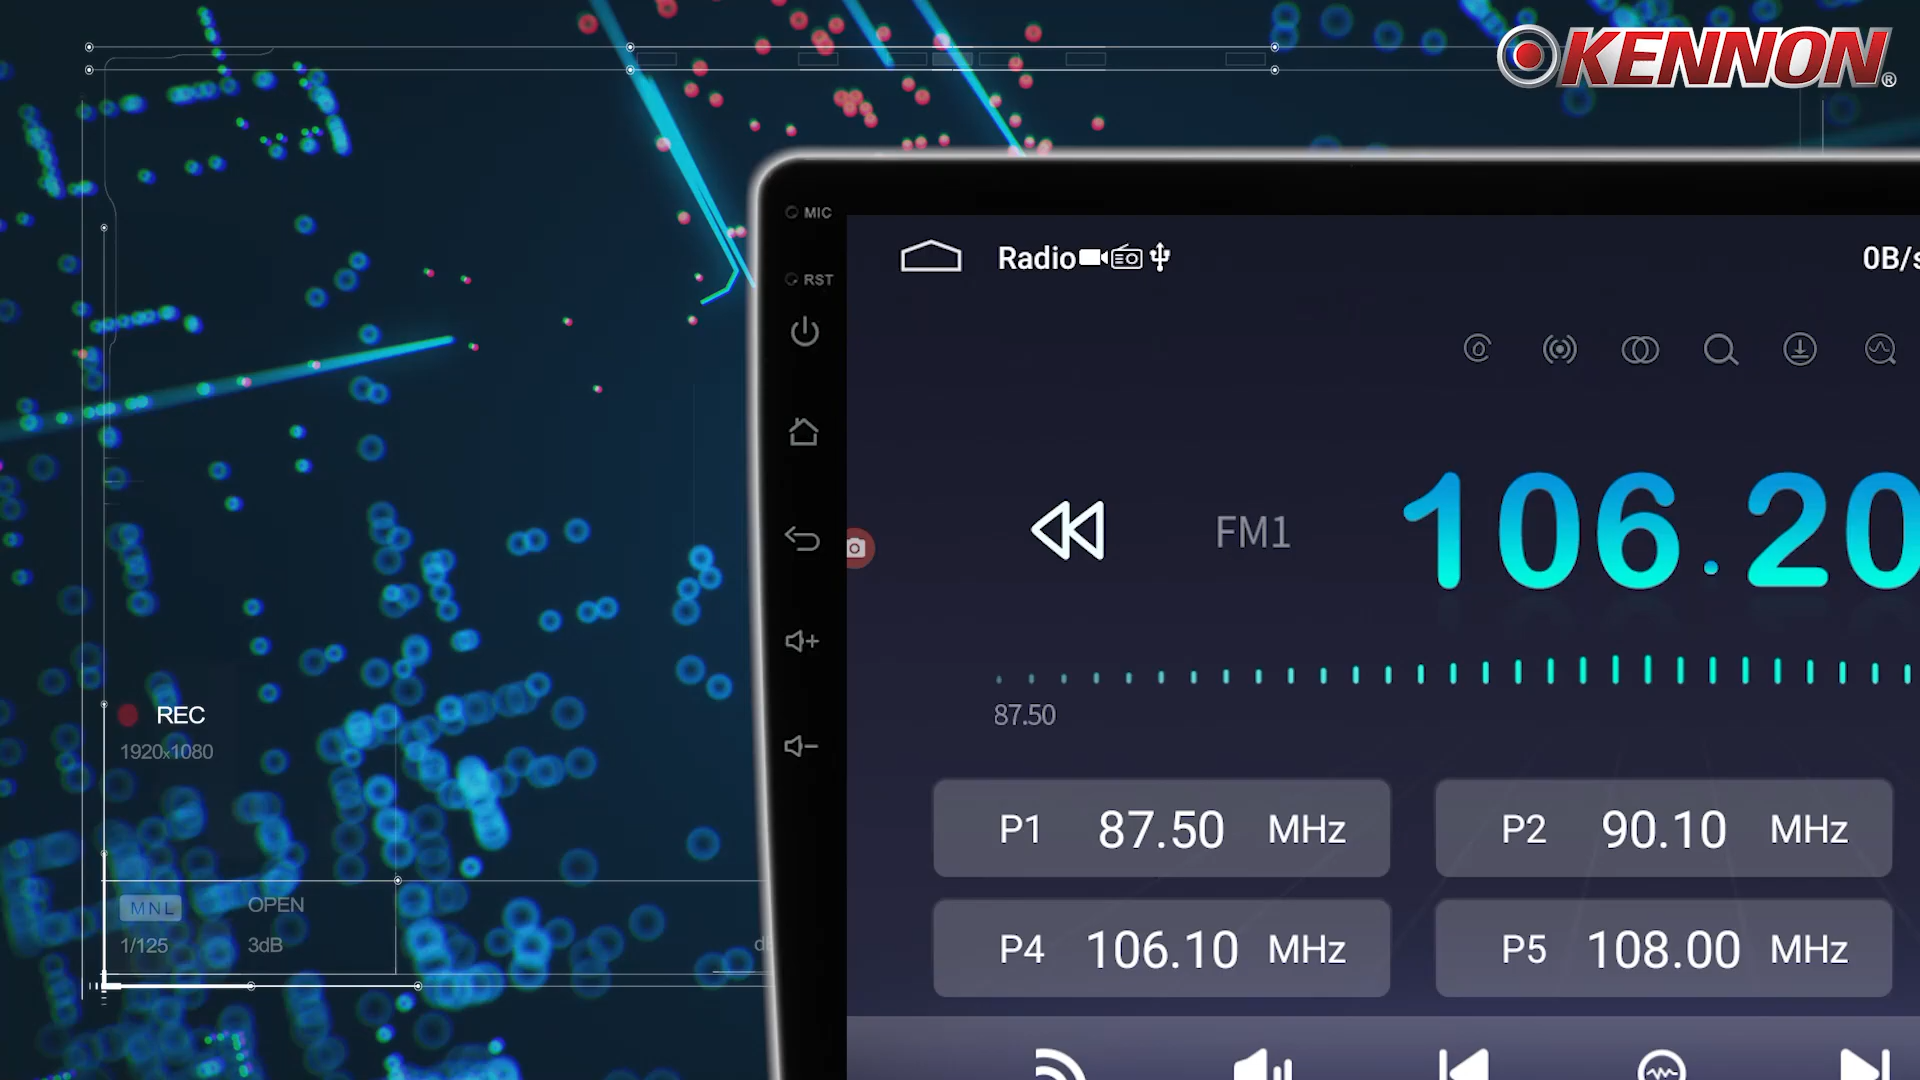 KENNON®
MIC
Radio
0B/s
RST
FM1
106.20
87.50
REC
1920x1080
P1 87.50 MHz
P2 90.10 MHz
MNL
OPEN
P4 106.10 MHz
P5 108.00 MHz
1/125
3dB